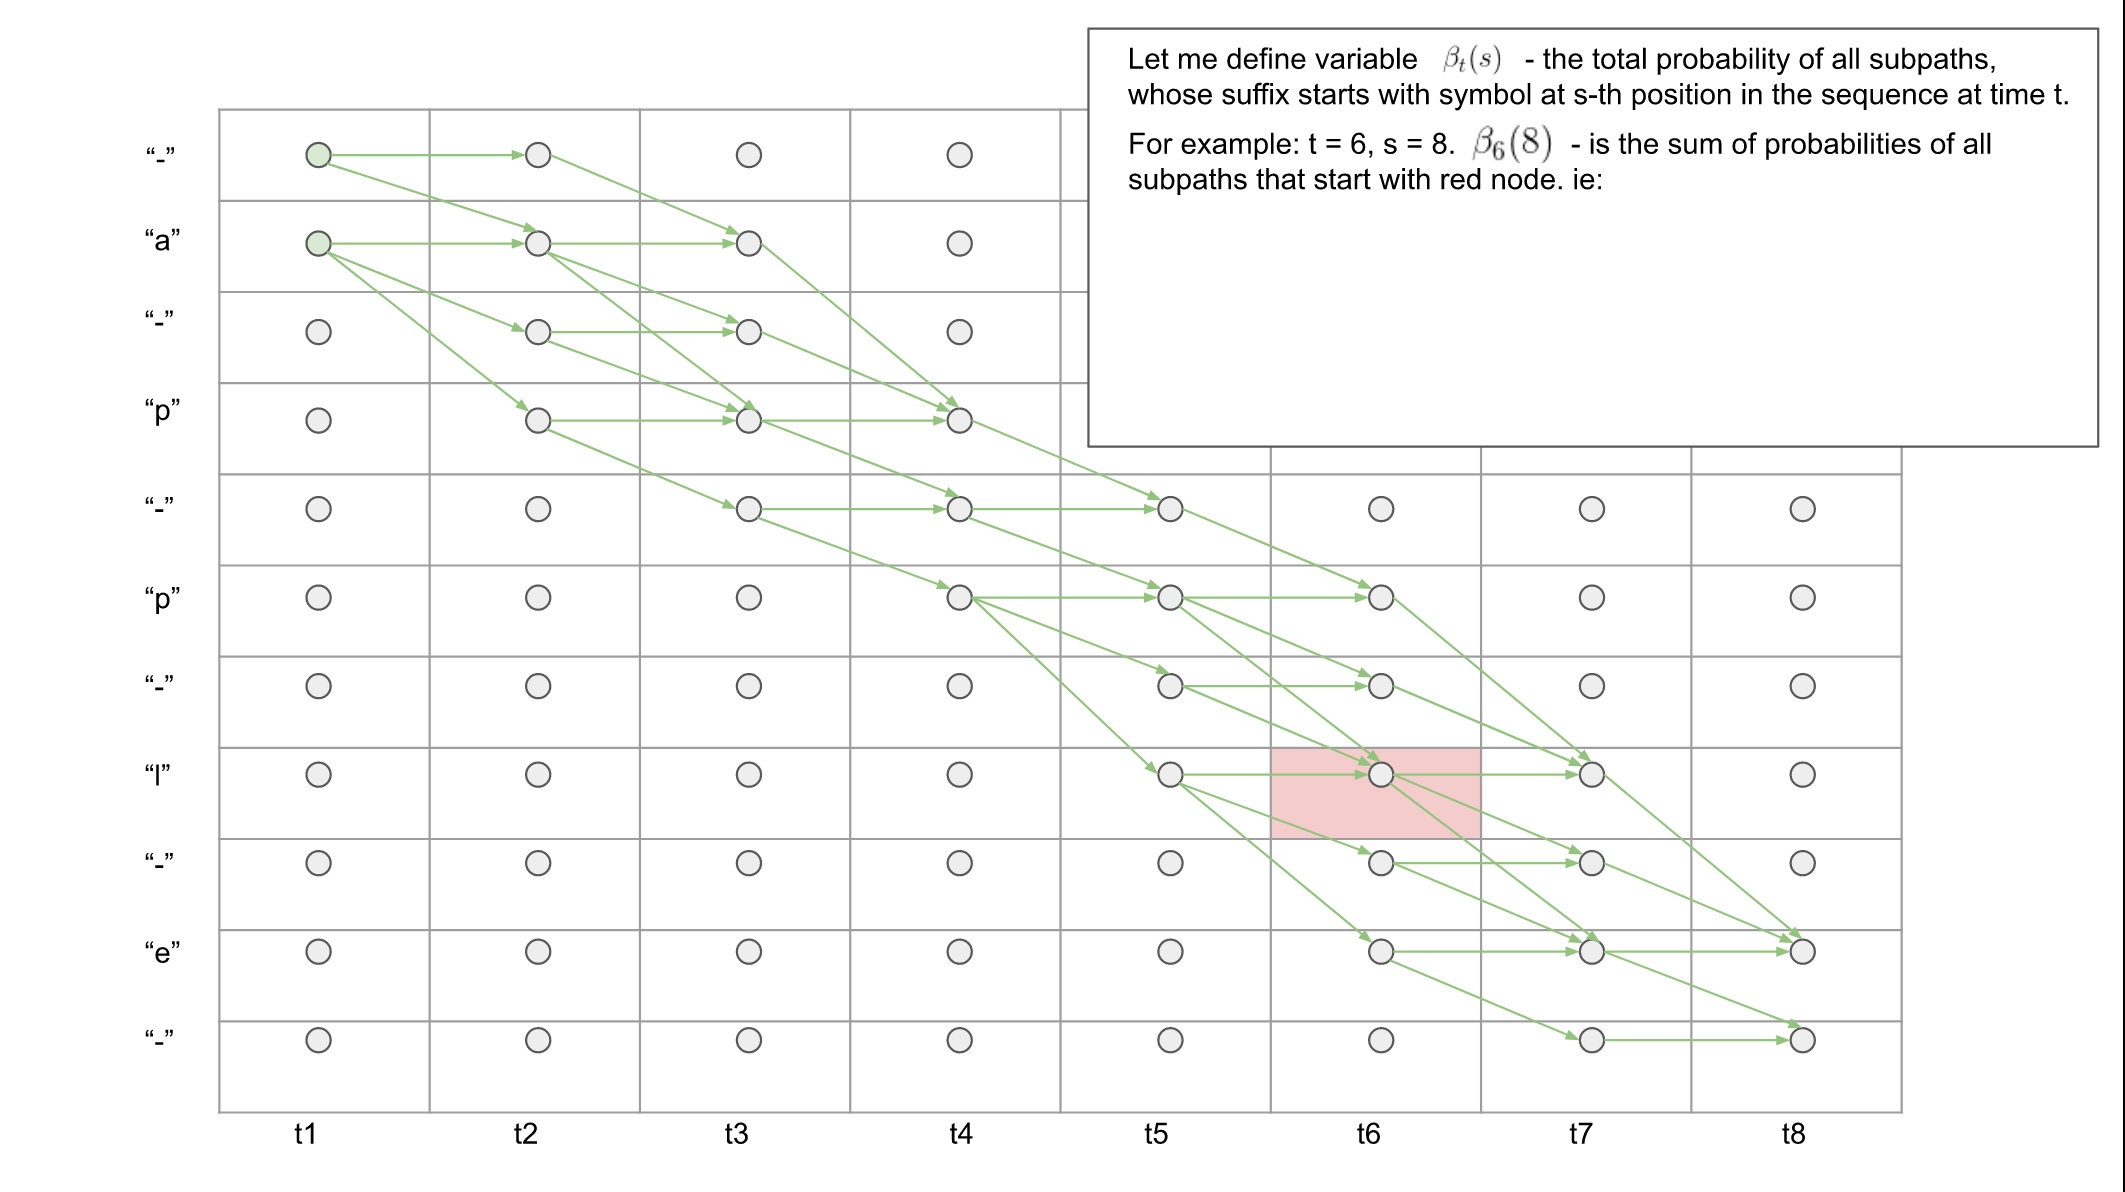 Let me define variable βₜ(s) - the total probability of all subpaths,
whose suffix starts with symbol at s-th position in the sequence at time t.
For example: t = 6, s = 8. β₆(8) - is the sum of probabilities of all
subpaths that start with red node. ie:
“-”
“a”
“-”
“p”
“-”
“p”
“-”
“l”
“-”
“e”
“-”
t1 t2 t3 t4 t5 t6 t7 t8